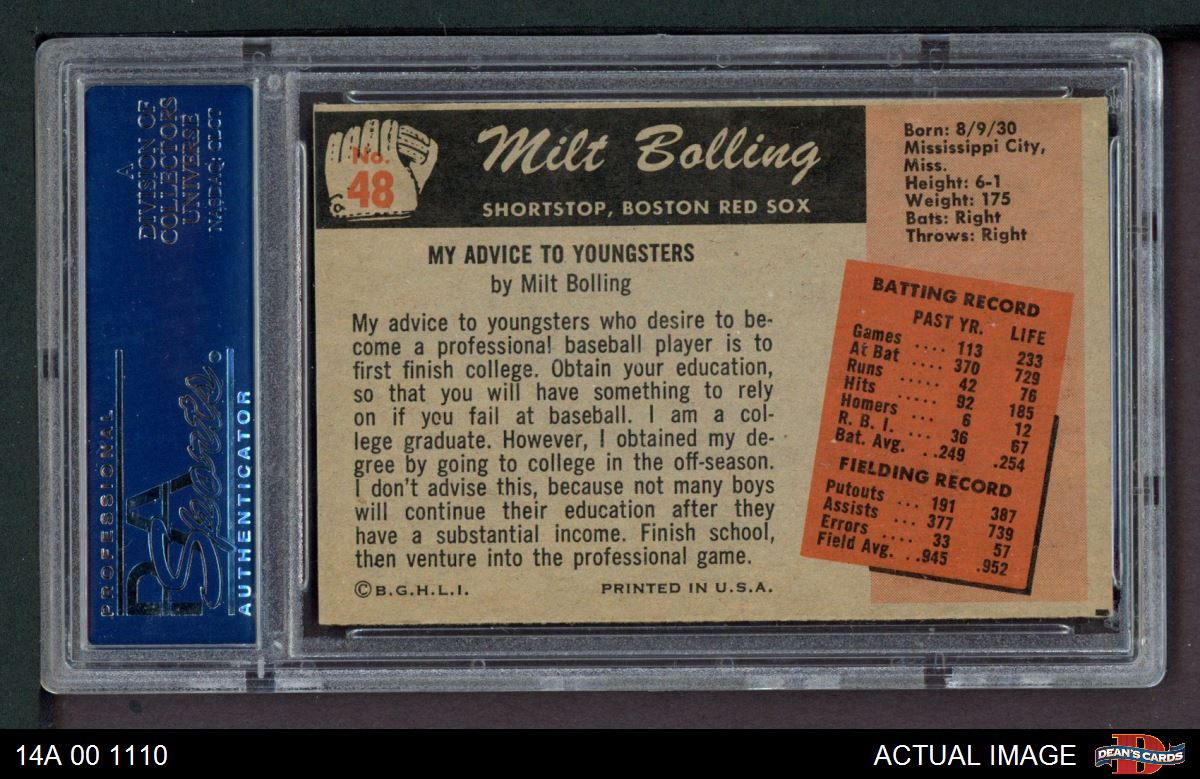 A
DIVISION OF
COLLECTORS
UNIVERSE
NASDAQ: CLCT
PROFESSIONAL
PSA
Sports
AUTHENTICATOR
No.
48
Milt Bolling
SHORTSTOP, BOSTON RED SOX
MY ADVICE TO YOUNGSTERS
by Milt Bolling
My advice to youngsters who desire to be-
come a professional baseball player is to
first finish college. Obtain your education,
so that you will have something to rely
on if you fail at baseball. I am a col-
lege graduate. However, I obtained my de-
gree by going to college in the off-season.
I don't advise this, because not many boys
will continue their education after they
have a substantial income. Finish school,
then venture into the professional game.
©B.G.H.L.I. PRINTED IN U.S.A.
Born: 8/9/30
Mississippi City,
Miss.
Height: 6-1
Weight: 175
Bats: Right
Throws: Right
BATTING RECORD
PAST YR. LIFE
Games .... 113 233
At Bat .... 370 729
Runs ..... 42 76
Hits ..... 92 185
Homers .... 6 12
R. B. I. ... 36 67
Bat. Avg. . .249 .254
FIELDING RECORD
Putouts ... 191 387
Assists ... 377 739
Errors .... 33 57
Field Avg. . .945 .952
14A 00 1110
ACTUAL IMAGE
D
DEAN'S CARDS